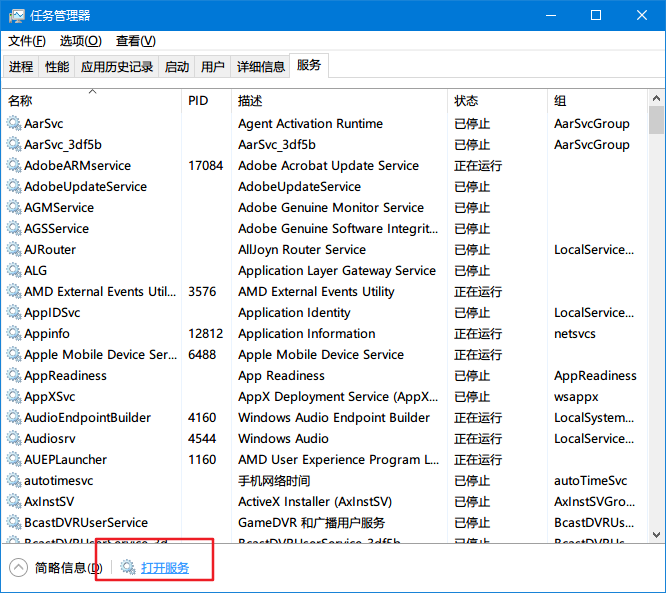 任务管理器
文件(F) 选项(O) 查看(V)
进程 性能 应用历史记录 启动 用户 详细信息 服务
名称 PID 描述 状态 组
AarSvc Agent Activation Runtime 已停止 AarSvcGroup
AarSvc_3df5b AarSvc_3df5b 已停止 AarSvcGroup
AdobeARMservice 17084 Adobe Acrobat Update Service 正在运行
AdobeUpdateService AdobeUpdateService 已停止
AGMService Adobe Genuine Monitor Service 已停止
AGSService Adobe Genuine Software Integrit... 已停止
AJRouter AllJoyn Router Service 已停止 LocalService...
ALG Application Layer Gateway Service 已停止
AMD External Events Util... 3576 AMD External Events Utility 正在运行
AppIDSvc Application Identity 已停止 LocalService...
Appinfo 12812 Application Information 正在运行 netsvcs
Apple Mobile Device Ser... 6488 Apple Mobile Device Service 正在运行
AppReadiness App Readiness 已停止 AppReadiness
AppXSvc AppX Deployment Service (AppX... 已停止 wsappx
AudioEndpointBuilder 4160 Windows Audio Endpoint Builder 正在运行 LocalSystem...
Audiosrv 4544 Windows Audio 正在运行 LocalService...
AUEPLauncher 1160 AMD User Experience Program L... 正在运行
autotimesvc 手机网络时间 已停止 autoTimeSvc
AxInstSV ActiveX Installer (AxInstSV) 已停止 AxInstSVGro...
BcastDVRUserService GameDVR 和广播用户服务 已停止 BcastDVRUs...
BcastDVRUserService_3d... BcastDVRUserService_3df5b 已停止 BcastDVRUs...
简略信息(D) 打开服务